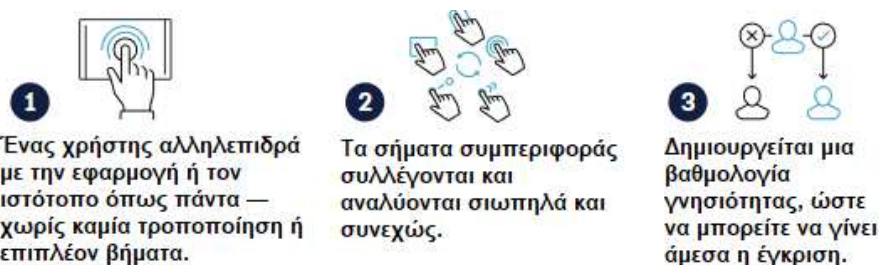 1
Ένας χρήστης αλληλεπιδρά
με την εφαρμογή ή τον
ιστότοπο όπως πάντα —
χωρίς καμία τροποποίηση ή
επιπλέον βήματα.
2
Τα σήματα συμπεριφοράς
συλλέγονται και
αναλύονται σιωπηλά και
συνεχώς.
3
Δημιουργείται μια
βαθμολογία
γνησιότητας, ώστε
να μπορείτε να γίνει
άμεσα η έγκριση.